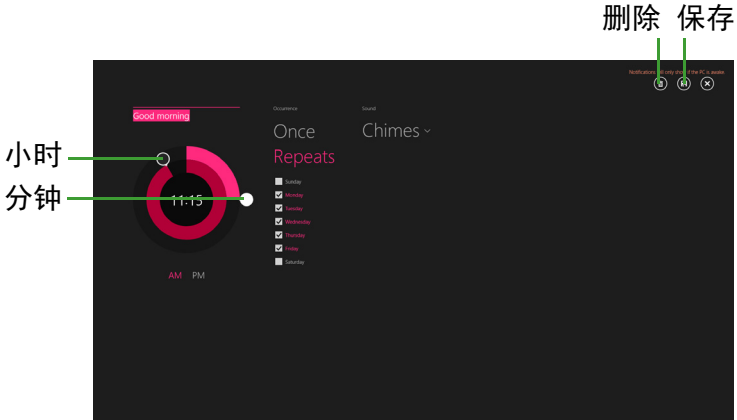 删除 保存
Notifications will only show if the PC is awake
Good morning
Occurrence
Sound
Once
Chimes
Repeats
小时
分钟
11:15
Sunday
Monday
Tuesday
Wednesday
Thursday
Friday
Saturday
AM PM